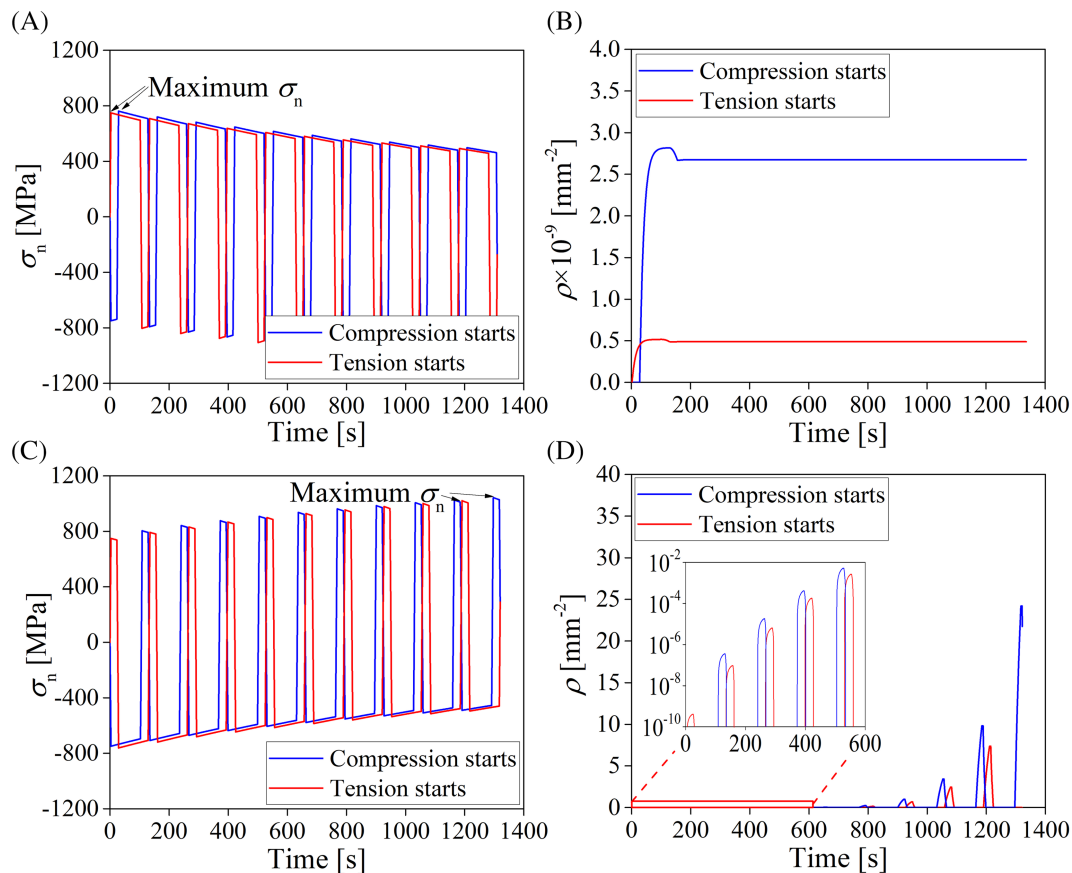 (A)
1200
800
400
0
-400
-800
-1200
σn [MPa]
Maximum σn
Compression starts
Tension starts
0 200 400 600 800 1000 1200 1400
Time [s]
(B)
4.0
3.5
3.0
2.5
2.0
1.5
1.0
0.5
0.0
ρ×10-9 [mm-2]
Compression starts
Tension starts
0 200 400 600 800 1000 1200 1400
Time [s]
(C)
1200
800
400
0
-400
-800
-1200
σn [MPa]
Maximum σn
Compression starts
Tension starts
0 200 400 600 800 1000 1200 1400
Time [s]
(D)
40
35
30
25
20
15
10
5
0
ρ [mm-2]
Compression starts
Tension starts
10-2
10-4
10-6
10-8
10-10
0 200 400 600
0 200 400 600 800 1000 1200 1400
Time [s]